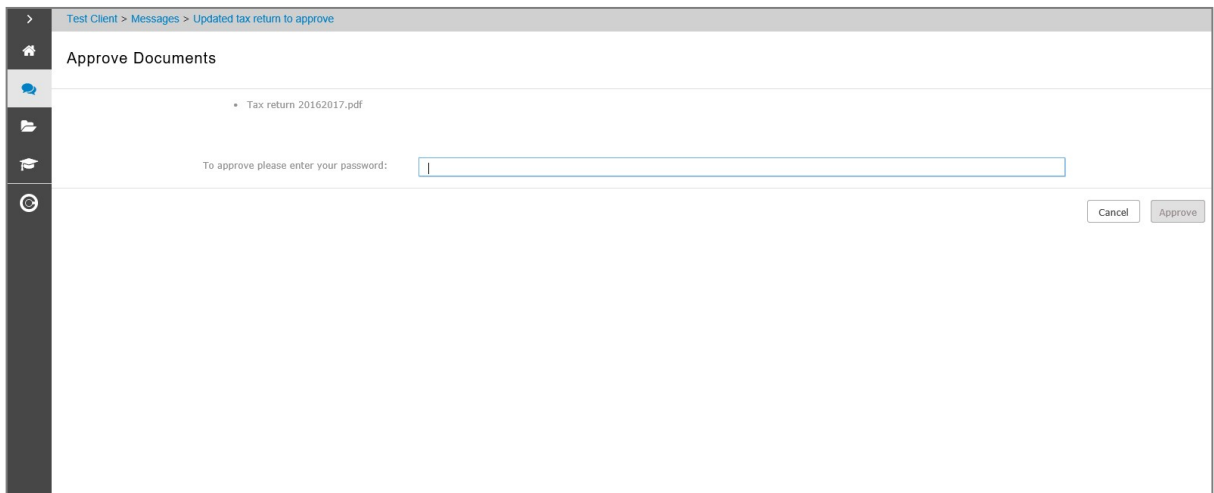 Test Client > Messages > Updated tax return to approve
Approve Documents
• Tax return 20162017.pdf
To approve please enter your password:
Cancel Approve